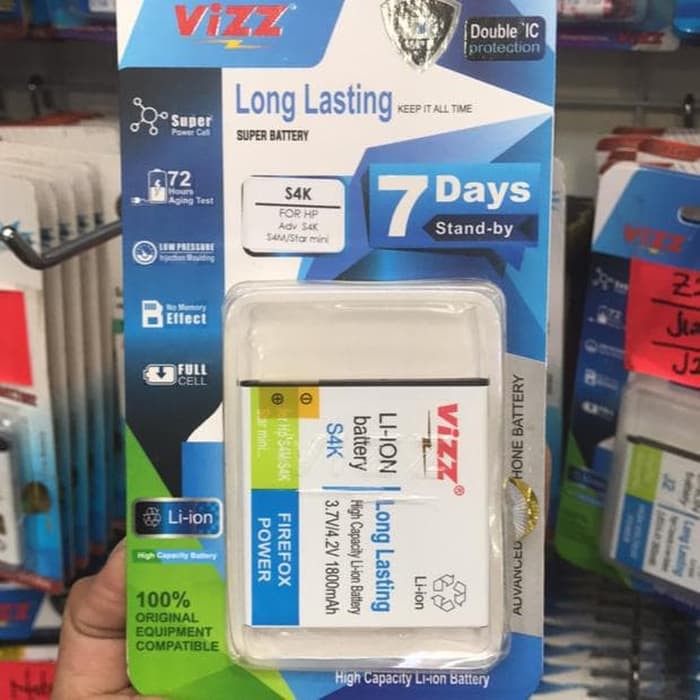 VizZ
Double IC
protection
Long Lasting KEEP IT ALL TIME
SUPER BATTERY
Super
Power Cell
72
Hours
Aging Test
LOW PRESSURE
Injection Moulding
No Memory
Effect
FULL
CELL
S4K
FOR HP
Adv S4K
S4M/Star mini
7 Days
Stand-by
VizZ®
LI-ION
battery
S4K
Long Lasting
High Capacity Li-ion Battery
3.7V/4.2V 1800mAh
FIREFOX
POWER
Li-ion
Li-ion
High Capacity Battery
100%
ORIGINAL
EQUIPMENT
COMPATIBLE
High Capacity Li-ion Battery
VizZ
72
J2